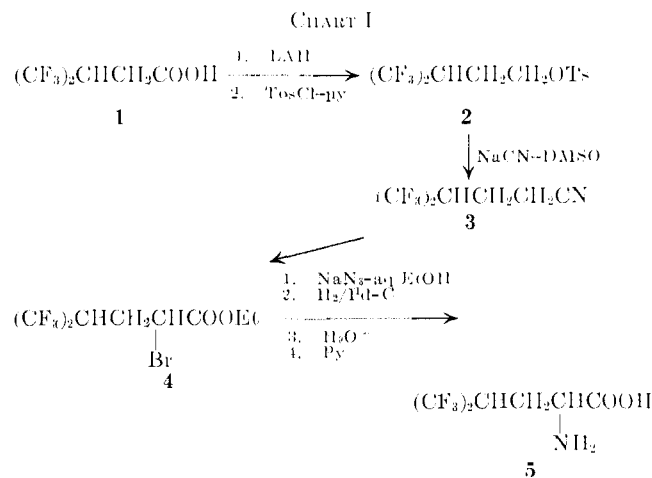 CHART I
(CF₃)₂CHCH₂COOH 1. LAH (CF₃)₂CHCH₂CH₂OTs
2. TosCl-py
1 2
NaCN-DMSO
(CF₃)₂CHCH₂CH₂CN
3
1. NaN₃-aq EtOH
2. H₂/Pd-C
(CF₃)₂CHCH₂CHCOOEt
3. H₃O⁺
Br 4. Py
4
(CF₃)₂CHCH₂CHCOOH
NH₂
5